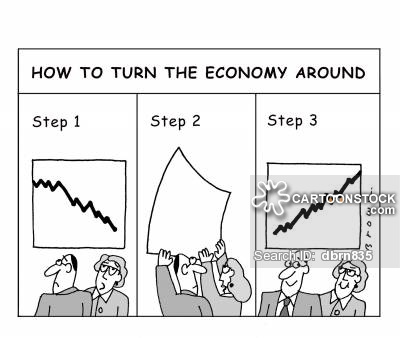 HOW TO TURN THE ECONOMY AROUND
Step 1
Step 2
Step 3
CARTOONSTOCK
.com
Search ID: dbrn835